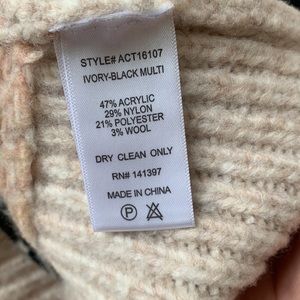 STYLE# ACT16107
IVORY-BLACK MULTI
47% ACRYLIC
29% NYLON
21% POLYESTER
3% WOOL
DRY CLEAN ONLY
RN# 141397
MADE IN CHINA
P